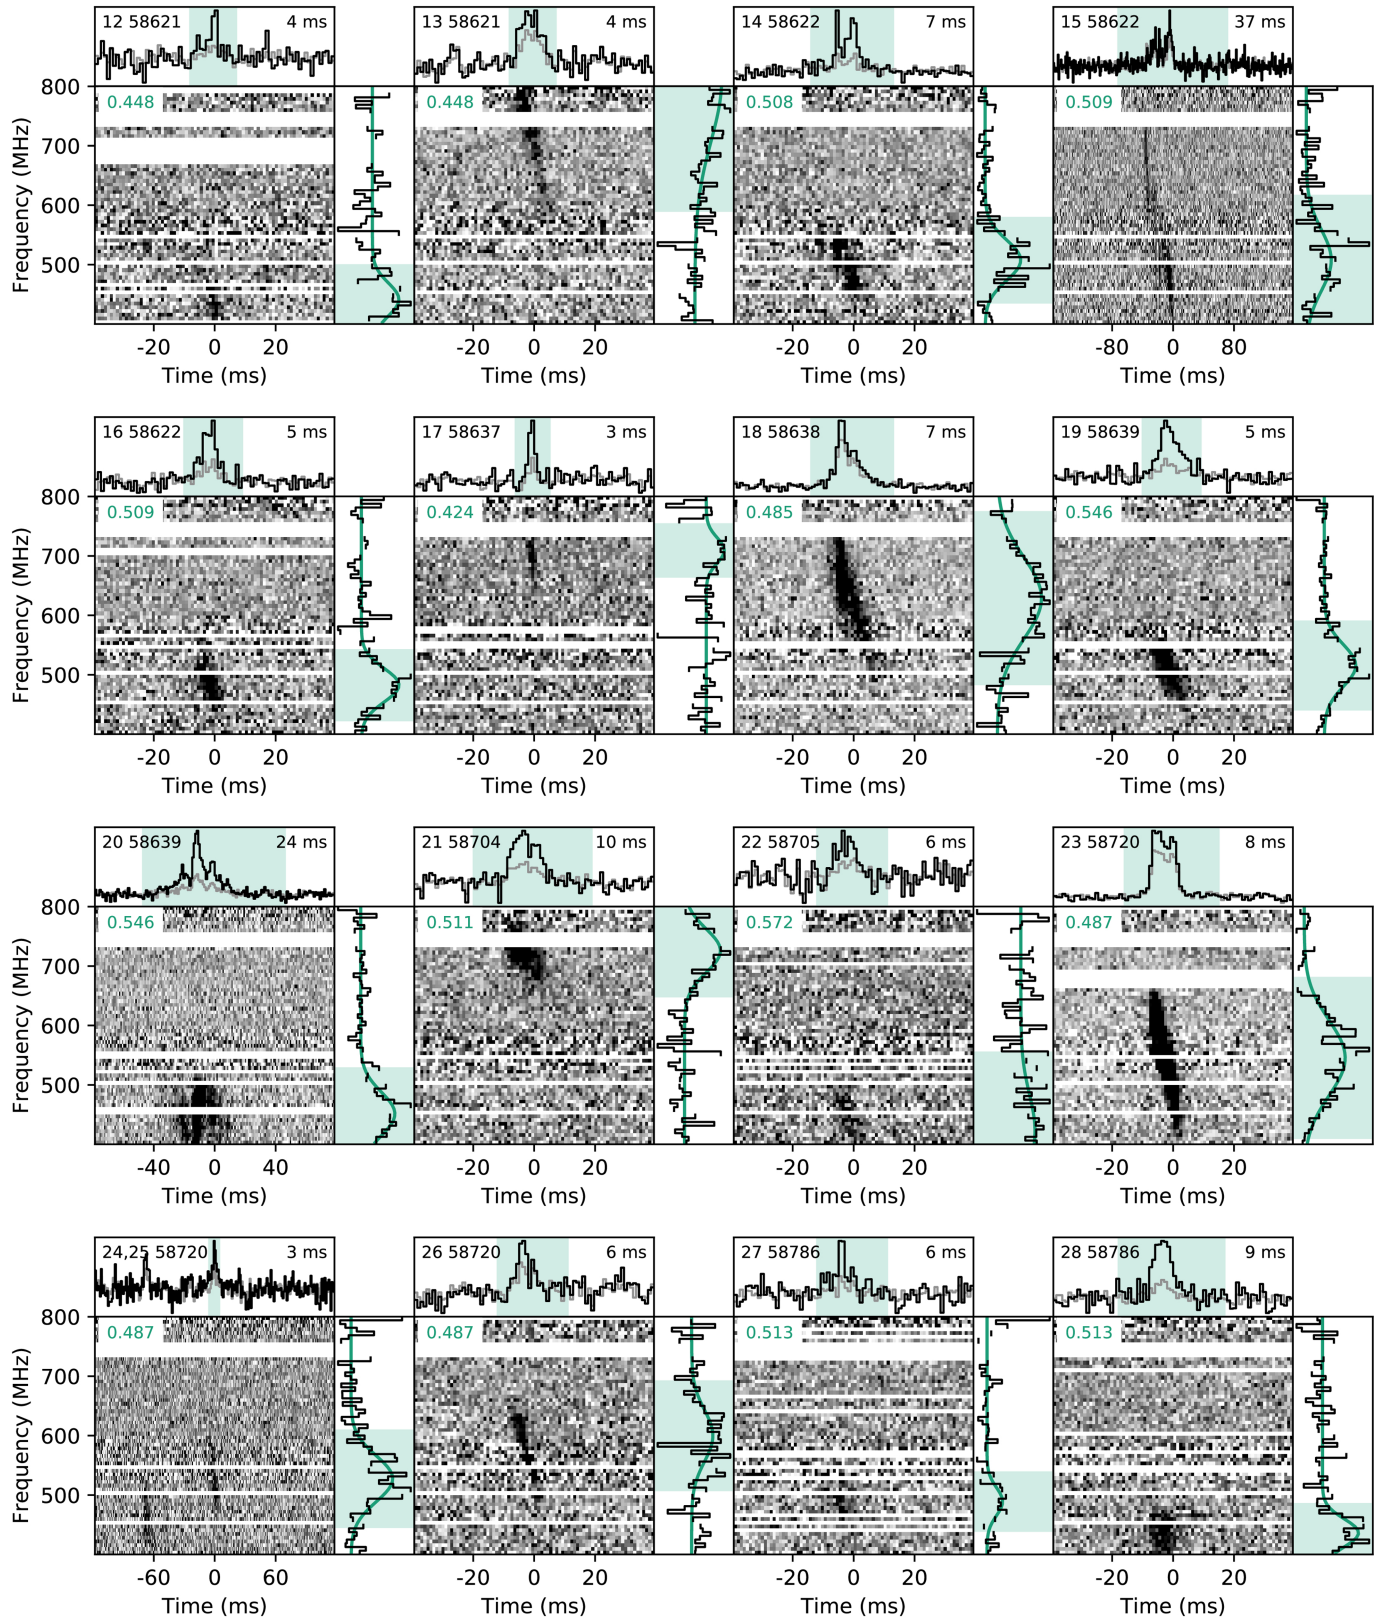 12 58621 4 ms 13 58621 4 ms 14 58622 7 ms 15 58622 37 ms
800 0.448 0.448 0.508 0.509
700
600
500
Frequency (MHz)
-20 0 20 -20 0 20 -20 0 20 -80 0 80
Time (ms) Time (ms) Time (ms) Time (ms)
16 58622 5 ms 17 58637 3 ms 18 58638 7 ms 19 58639 5 ms
800 0.509 0.424 0.485 0.546
700
600
500
Frequency (MHz)
-20 0 20 -20 0 20 -20 0 20 -20 0 20
Time (ms) Time (ms) Time (ms) Time (ms)
20 58639 24 ms 21 58704 10 ms 22 58705 6 ms 23 58720 8 ms
800 0.546 0.511 0.572 0.487
700
600
500
Frequency (MHz)
-40 0 40 -20 0 20 -20 0 20 -20 0 20
Time (ms) Time (ms) Time (ms) Time (ms)
24,25 58720 3 ms 26 58720 6 ms 27 58786 6 ms 28 58786 9 ms
800 0.487 0.487 0.513 0.513
700
600
500
Frequency (MHz)
-60 0 60 -20 0 20 -20 0 20 -20 0 20
Time (ms) Time (ms) Time (ms) Time (ms)